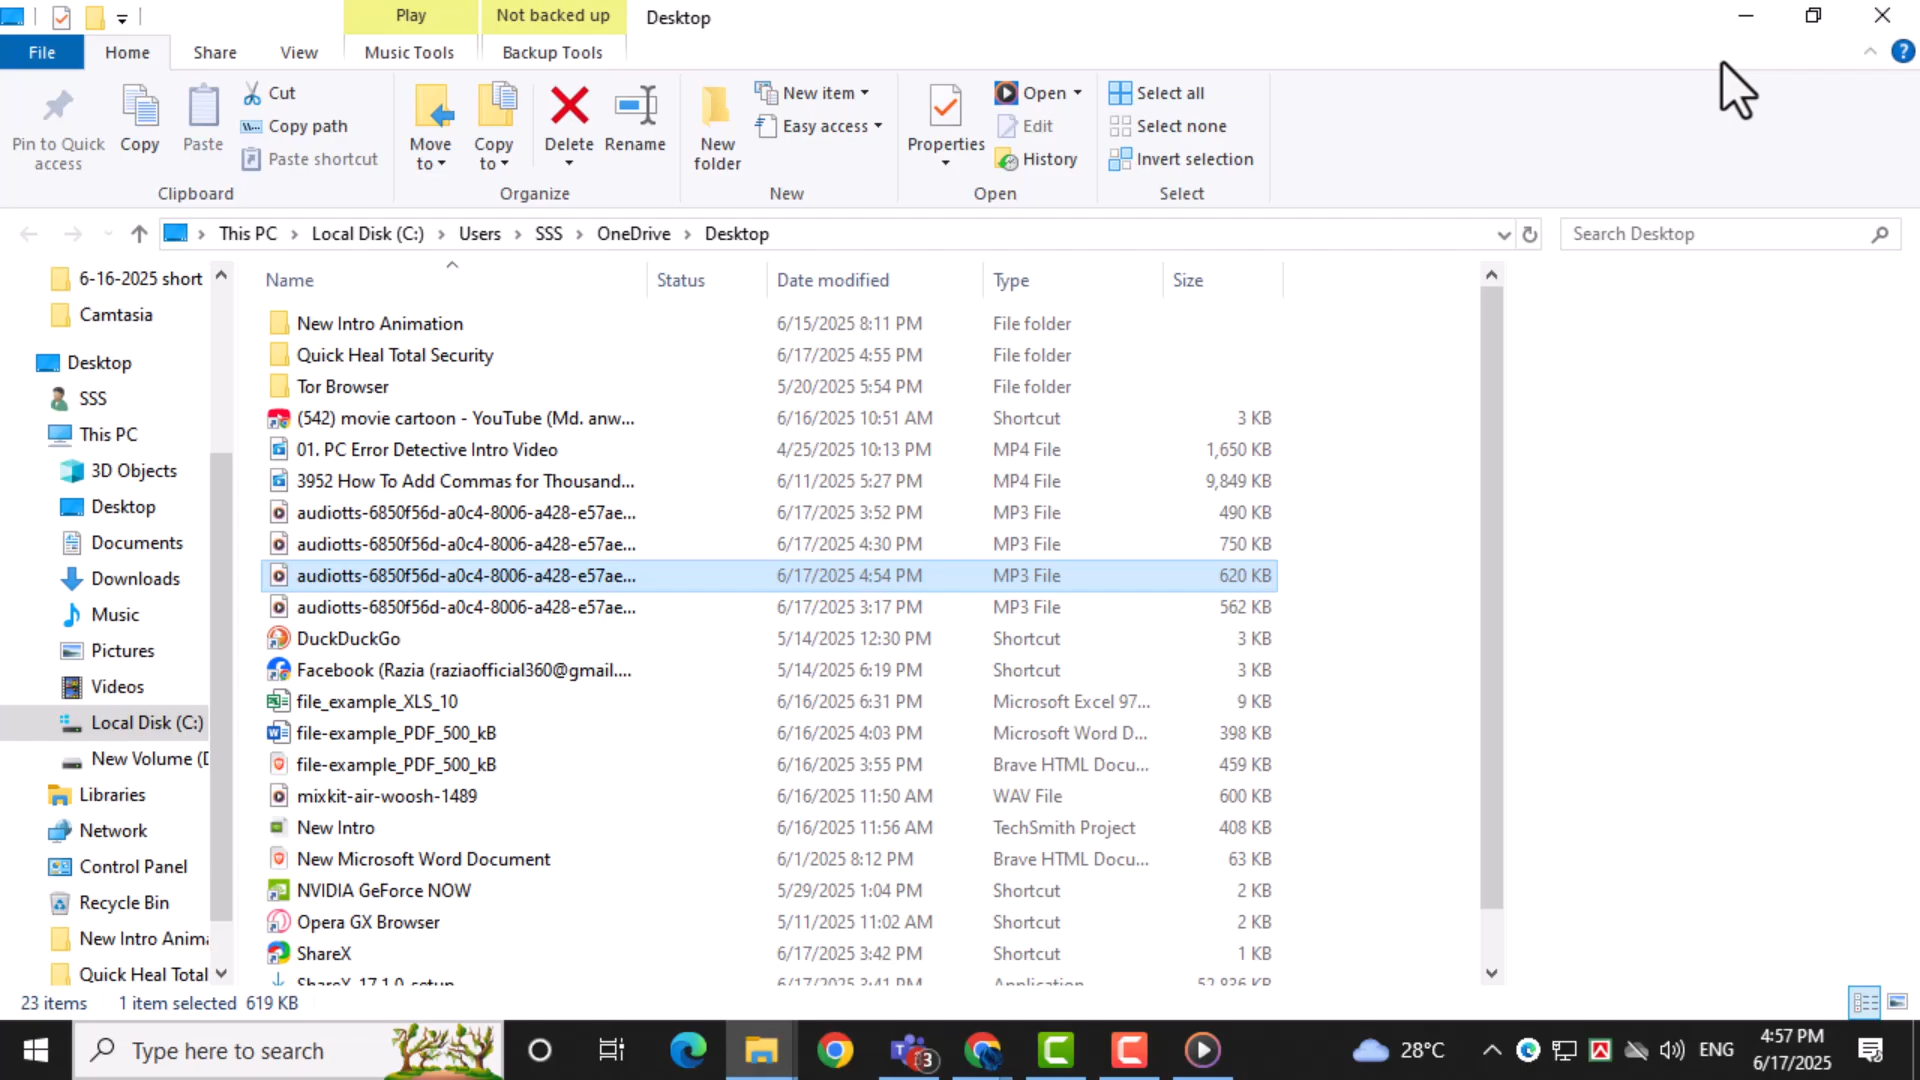 Play Not backed up Desktop
File Home Share View Music Tools Backup Tools
Pin to Quick access
Copy
Paste
Cut
Copy path
Paste shortcut
Clipboard
Move to
Copy to
Delete
Rename
Organize
New folder
New item
Easy access
New
Properties
Open
Edit
History
Open
Select all
Select none
Invert selection
Select
This PC › Local Disk (C:) › Users › SSS › OneDrive › Desktop
Search Desktop
6-16-2025 short
Camtasia
Desktop
SSS
This PC
3D Objects
Desktop
Documents
Downloads
Music
Pictures
Videos
Local Disk (C:)
New Volume (D
Libraries
Network
Control Panel
Recycle Bin
New Intro Anima
Quick Heal Total
Name Status Date modified Type Size
New Intro Animation 6/15/2025 8:11 PM File folder
Quick Heal Total Security 6/17/2025 4:55 PM File folder
Tor Browser 5/20/2025 5:54 PM File folder
(542) movie cartoon - YouTube (Md. anw... 6/16/2025 10:51 AM Shortcut 3 KB
01. PC Error Detective Intro Video 4/25/2025 10:13 PM MP4 File 1,650 KB
3952 How To Add Commas for Thousand... 6/11/2025 5:27 PM MP4 File 9,849 KB
audiotts-6850f56d-a0c4-8006-a428-e57ae... 6/17/2025 3:52 PM MP3 File 490 KB
audiotts-6850f56d-a0c4-8006-a428-e57ae... 6/17/2025 4:30 PM MP3 File 750 KB
audiotts-6850f56d-a0c4-8006-a428-e57ae... 6/17/2025 4:54 PM MP3 File 620 KB
audiotts-6850f56d-a0c4-8006-a428-e57ae... 6/17/2025 3:17 PM MP3 File 562 KB
DuckDuckGo 5/14/2025 12:30 PM Shortcut 3 KB
Facebook (Razia (raziaofficial360@gmail.... 5/14/2025 6:19 PM Shortcut 3 KB
file_example_XLS_10 6/16/2025 6:31 PM Microsoft Excel 97... 9 KB
file-example_PDF_500_kB 6/16/2025 4:03 PM Microsoft Word D... 398 KB
file-example_PDF_500_kB 6/16/2025 3:55 PM Brave HTML Docu... 459 KB
mixkit-air-woosh-1489 6/16/2025 11:50 AM WAV File 600 KB
New Intro 6/16/2025 11:56 AM TechSmith Project 408 KB
New Microsoft Word Document 6/1/2025 8:12 PM Brave HTML Docu... 63 KB
NVIDIA GeForce NOW 5/29/2025 1:04 PM Shortcut 2 KB
Opera GX Browser 5/11/2025 11:02 AM Shortcut 2 KB
ShareX 6/17/2025 3:42 PM Shortcut 1 KB
ShareX-17.1.0-setup 6/17/2025 3:41 PM Application 52,836 KB
23 items 1 item selected 619 KB
Type here to search
3
28°C
ENG
4:57 PM
6/17/2025